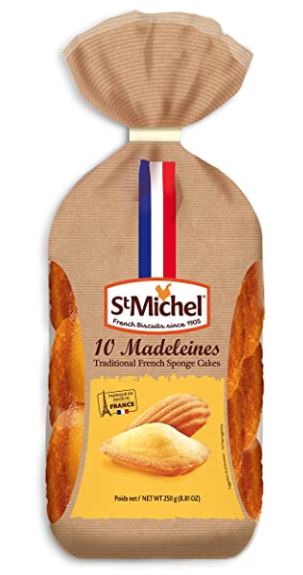 St Michel
French Biscuits since 1905
10 Madeleines
Traditional French Sponge Cakes
FRANCE
Poids net / NET WT 250 g (8.81 OZ)